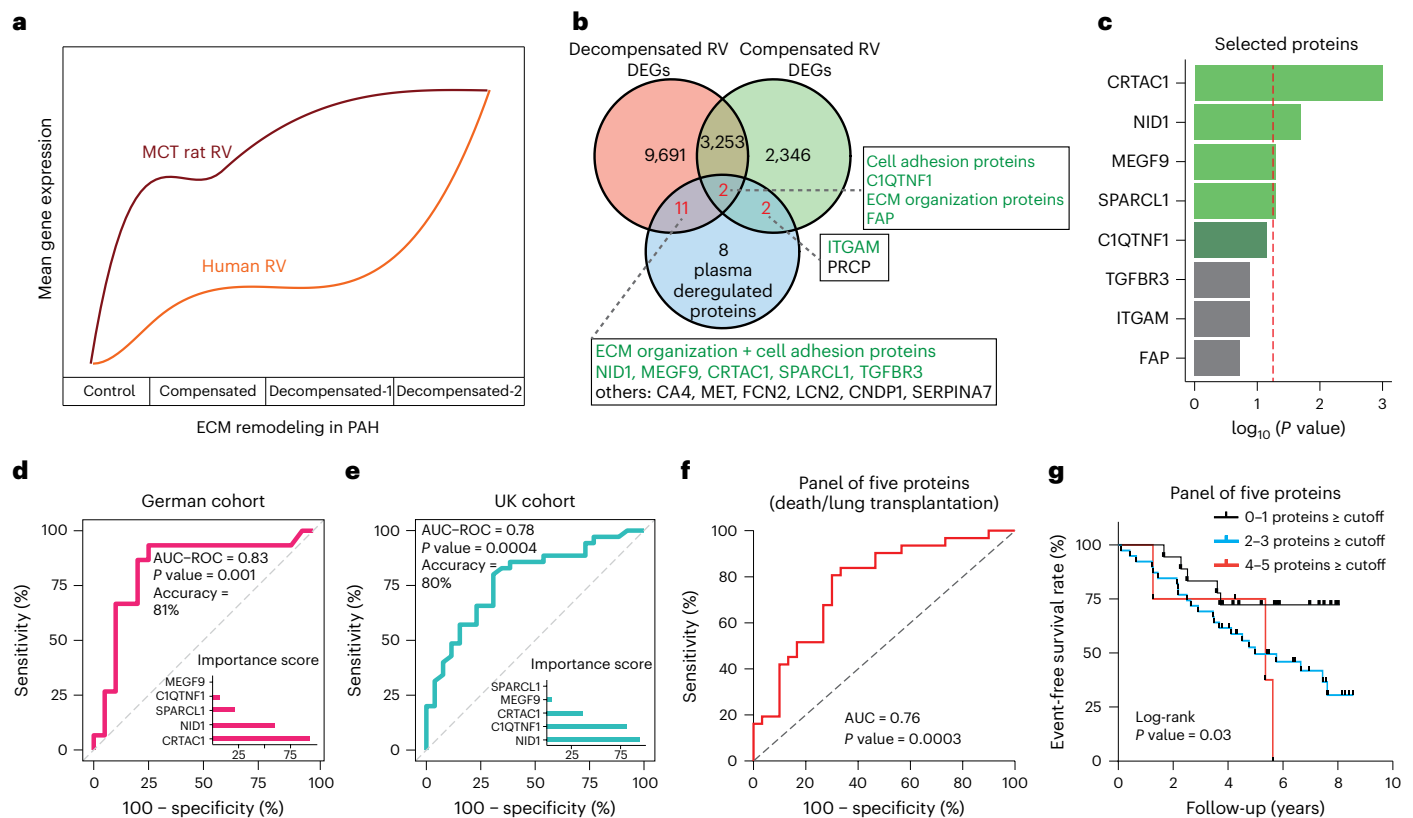 a
Mean gene expression
MCT rat RV
Human RV
Control
Compensated
Decompensated-1
Decompensated-2
ECM remodeling in PAH
b
Decompensated RV
DEGs
Compensated RV
DEGs
9,691
3,253
2,346
2
11
2
8
plasma
deregulated
proteins
Cell adhesion proteins
C1QTNF1
ECM organization proteins
FAP
ITGAM
PRCP
ECM organization + cell adhesion proteins
NID1, MEGF9, CRTAC1, SPARCL1, TGFBR3
others: CA4, MET, FCN2, LCN2, CNDP1, SERPINA7
c
Selected proteins
CRTAC1
NID1
MEGF9
SPARCL1
C1QTNF1
TGFBR3
ITGAM
FAP
0 1 2 3
log10 (P value)
d
German cohort
Sensitivity (%)
100
75
50
25
0
AUC–ROC = 0.83
P value = 0.001
Accuracy =
81%
Importance score
MEGF9
C1QTNF1
SPARCL1
NID1
CRTAC1
25 75
0 25 50 75 100
100 – specificity (%)
e
UK cohort
Sensitivity (%)
100
75
50
25
0
AUC–ROC = 0.78
P value = 0.0004
Accuracy =
80%
Importance score
SPARCL1
MEGF9
CRTAC1
C1QTNF1
NID1
25 75
0 25 50 75 100
100 – specificity (%)
f
Panel of five proteins
(death/lung transplantation)
Sensitivity (%)
100
80
60
40
20
0
AUC = 0.76
P value = 0.0003
0 20 40 60 80 100
100 – specificity (%)
g
Panel of five proteins
0–1 proteins ≥ cutoff
2–3 proteins ≥ cutoff
4–5 proteins ≥ cutoff
Event-free survival rate (%)
100
75
50
25
0
Log-rank
P value = 0.03
0 2 4 6 8 10
Follow-up (years)